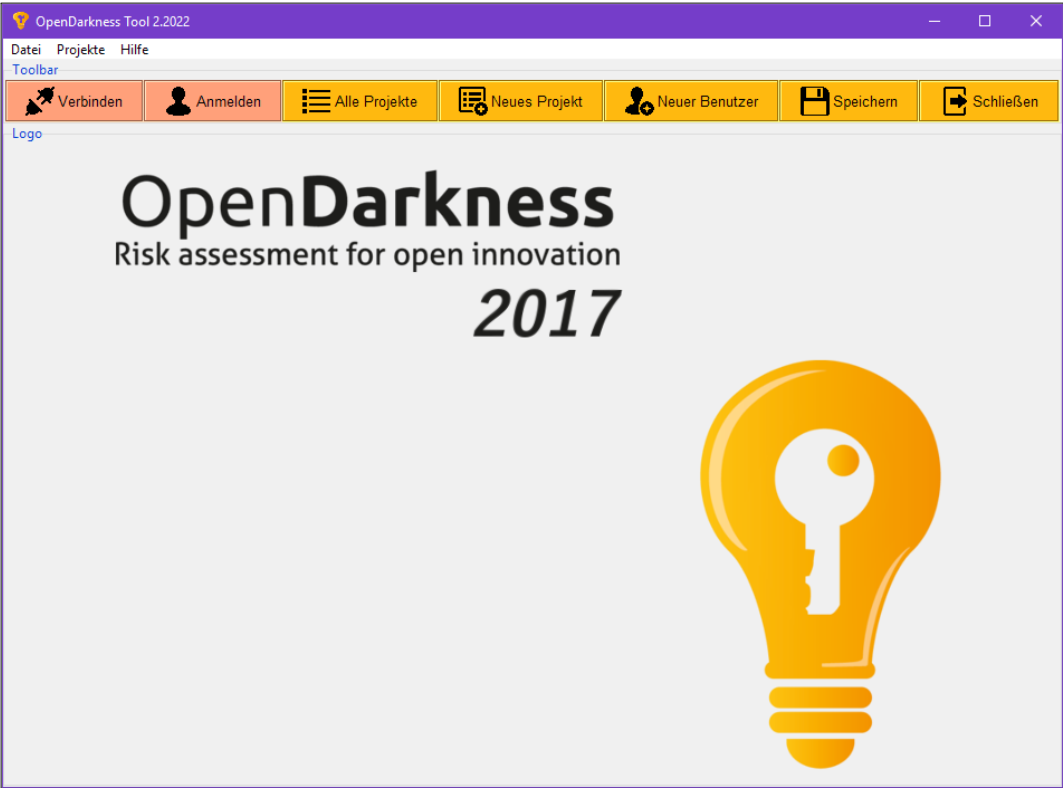 OpenDarkness Tool 2.2022
Datei Projekte Hilfe
Toolbar
Verbinden Anmelden Alle Projekte Neues Projekt Neuer Benutzer Speichern Schließen
Logo
OpenDarkness
Risk assessment for open innovation
2017